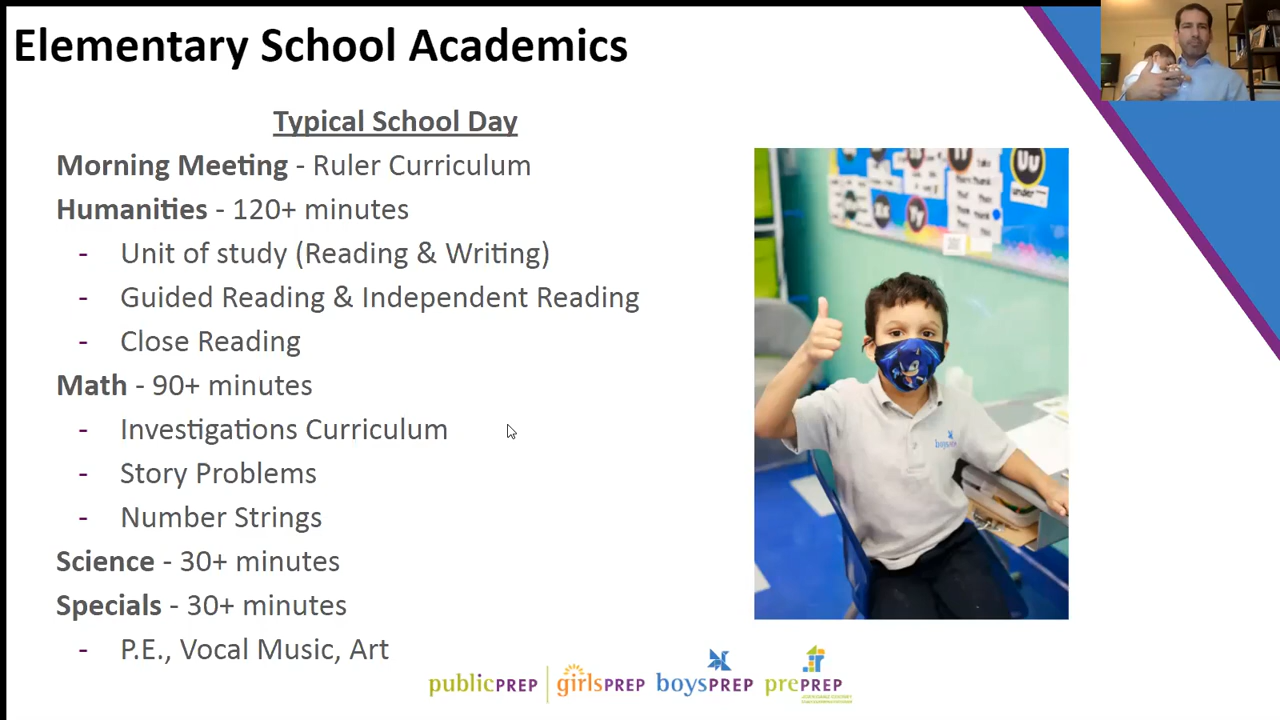 Elementary School Academics
Typical School Day
Morning Meeting - Ruler Curriculum
Humanities - 120+ minutes
- Unit of study (Reading & Writing)
- Guided Reading & Independent Reading
- Close Reading
Math - 90+ minutes
- Investigations Curriculum
- Story Problems
- Number Strings
Science - 30+ minutes
Specials - 30+ minutes
- P.E., Vocal Music, Art
Uu
under
publicPREP girlsPREP boysPREP prePREP